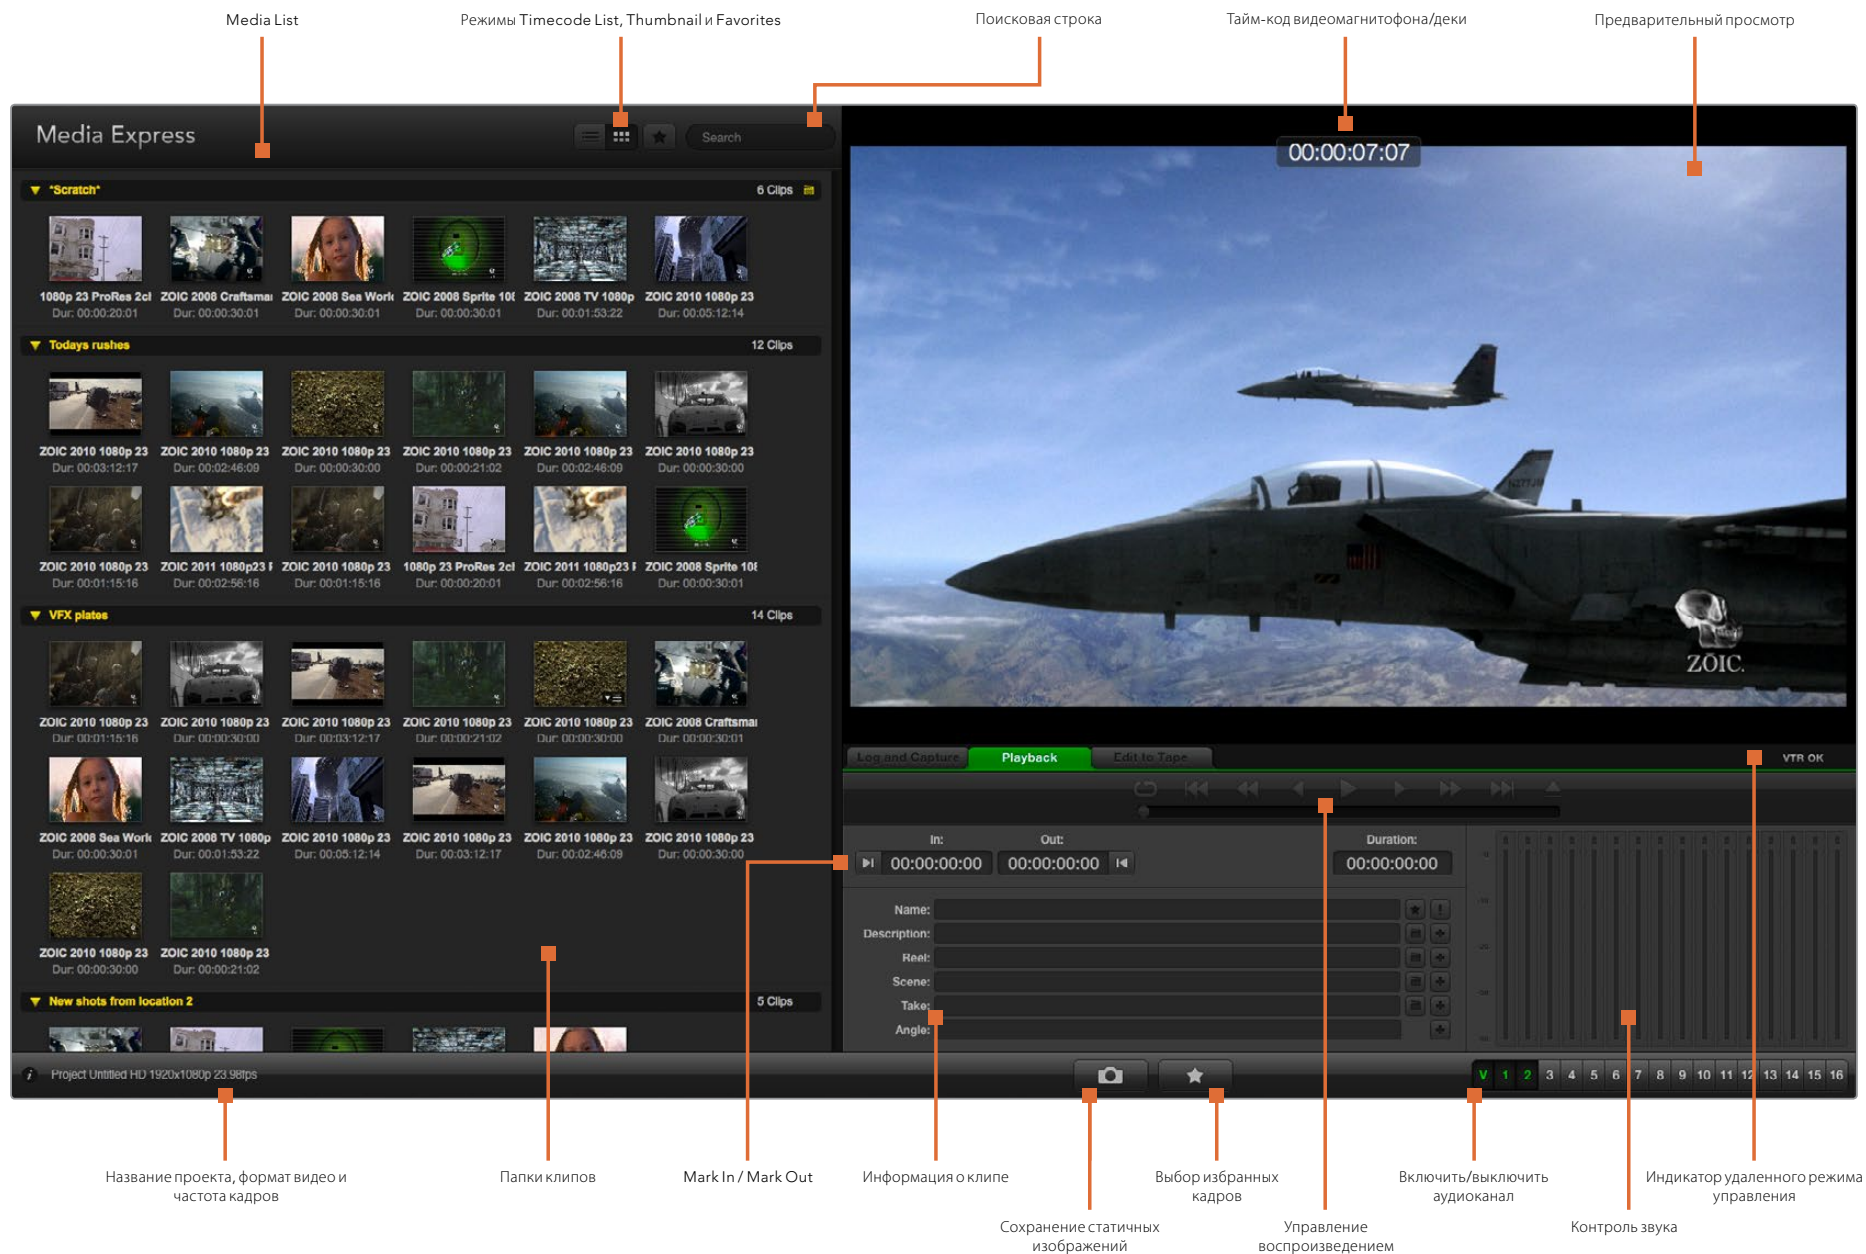 Media List
Режимы Timecode List, Thumbnail и Favorites
Поисковая строка
Тайм-код видеомагнитофона/деки
Предварительный просмотр
Media Express
Search
00:00:07:07
*Scratch*
6 Clips
1080p 23 ProRes 2cl
ZOIC 2008 Craftsma
ZOIC 2008 Sea Worl
ZOIC 2008 Sprite 108
ZOIC 2008 TV 1080p
ZOIC 2010 1080p 23
Dur: 00:00:20:01
Dur: 00:00:30:01
Dur: 00:00:30:01
Dur: 00:00:30:01
Dur: 00:01:53:22
Dur: 00:05:12:14
Todays rushes
12 Clips
ZOIC 2010 1080p 23
ZOIC 2010 1080p 23
ZOIC 2010 1080p 23
ZOIC 2010 1080p 23
ZOIC 2010 1080p 23
ZOIC 2010 1080p 23
Dur: 00:03:12:17
Dur: 00:02:46:09
Dur: 00:00:30:00
Dur: 00:00:21:02
Dur: 00:02:46:09
Dur: 00:00:30:00
ZOIC 2010 1080p 23
ZOIC 2011 1080p23 F
ZOIC 2010 1080p 23
1080p 23 ProRes 2cl
ZOIC 2011 1080p23 F
ZOIC 2008 Sprite 108
Dur: 00:01:15:16
Dur: 00:02:56:16
Dur: 00:01:15:16
Dur: 00:00:20:01
Dur: 00:02:56:16
Dur: 00:00:30:01
VFX plates
14 Clips
ZOIC 2010 1080p 23
ZOIC 2010 1080p 23
ZOIC 2010 1080p 23
ZOIC 2010 1080p 23
ZOIC 2010 1080p 23
ZOIC 2008 Craftsma
Dur: 00:01:15:16
Dur: 00:00:30:00
Dur: 00:03:12:17
Dur: 00:00:21:02
Dur: 00:00:30:00
Dur: 00:00:30:01
ZOIC 2008 Sea Worl
ZOIC 2008 TV 1080p
ZOIC 2010 1080p 23
ZOIC 2010 1080p 23
ZOIC 2010 1080p 23
ZOIC 2010 1080p 23
Dur: 00:00:30:01
Dur: 00:01:53:22
Dur: 00:05:12:14
Dur: 00:03:12:17
Dur: 00:02:46:09
Dur: 00:00:30:00
ZOIC 2010 1080p 23
ZOIC 2010 1080p 23
Dur: 00:00:30:00
Dur: 00:00:21:02
New shots from location 2
5 Clips
Project Untitled HD 1920x1080p 23.98fps
ZŌIC.
Log and Capture
Playback
Edit to Tape
VTR OK
In:
Out:
Duration:
00:00:00:00
00:00:00:00
00:00:00:00
Name:
Description:
Reel:
Scene:
Take:
Angle:
V 1 2 3 4 5 6 7 8 9 10 11 12 13 14 15 16
Название проекта, формат видео и
частота кадров
Папки клипов
Mark In / Mark Out
Информация о клипе
Выбор избранных
кадров
Включить/выключить
аудиоканал
Индикатор удаленного режима
управления
Сохранение статичных
изображений
Управление
воспроизведением
Контроль звука